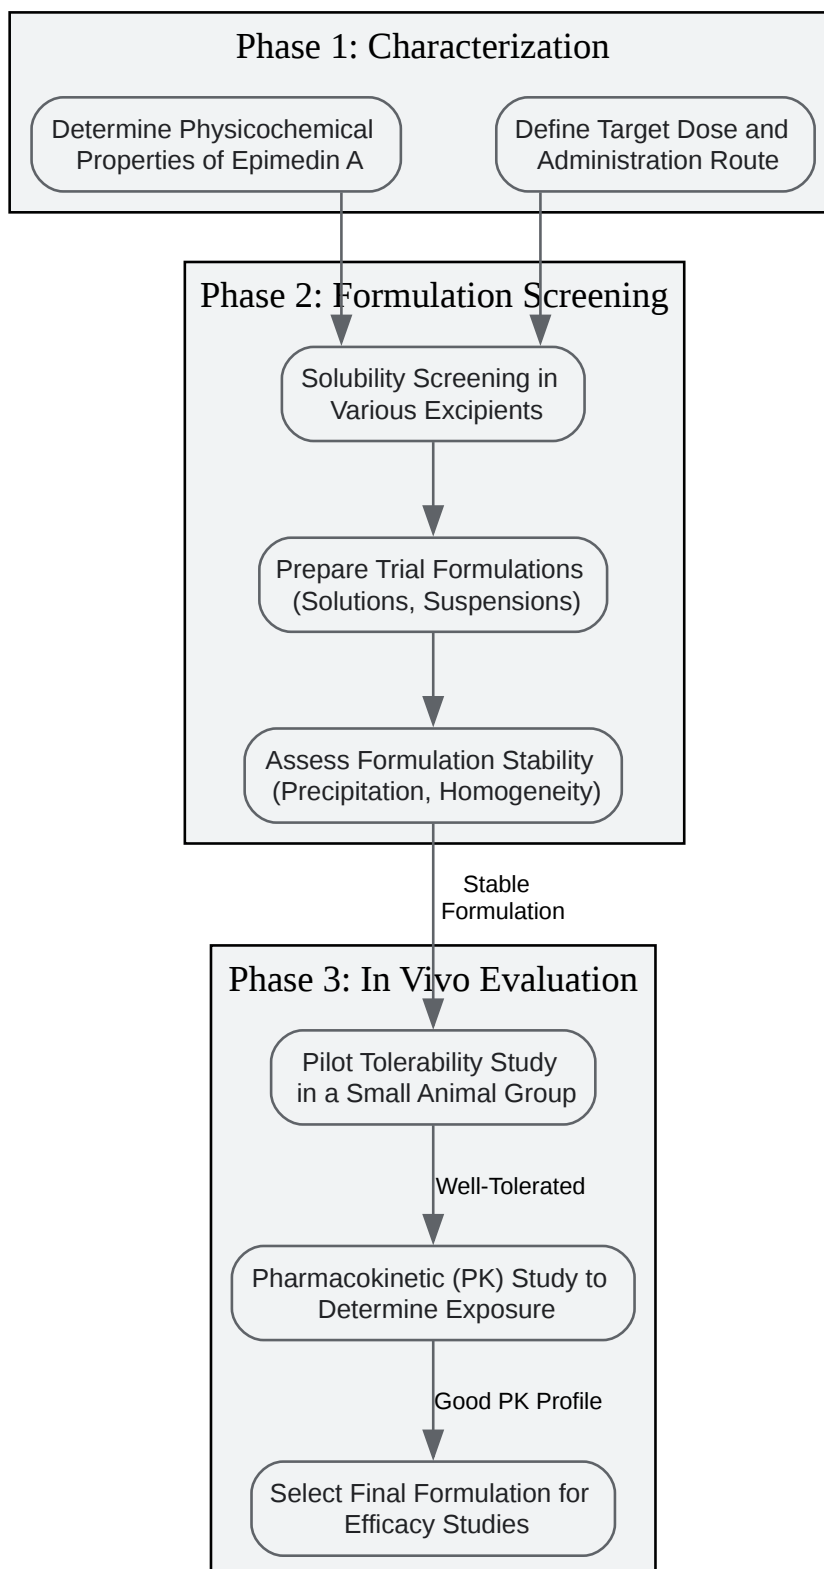 Phase 1: Characterization
Determine Physicochemical
Properties of Epimedin A
Define Target Dose and
Administration Route
Phase 2: Formulation Screening
Solubility Screening in
Various Excipients
Prepare Trial Formulations
(Solutions, Suspensions)
Assess Formulation Stability
(Precipitation, Homogeneity)
Stable
Formulation
Phase 3: In Vivo Evaluation
Pilot Tolerability Study
in a Small Animal Group
Well-Tolerated
Pharmacokinetic (PK) Study to
Determine Exposure
Good PK Profile
Select Final Formulation for
Efficacy Studies